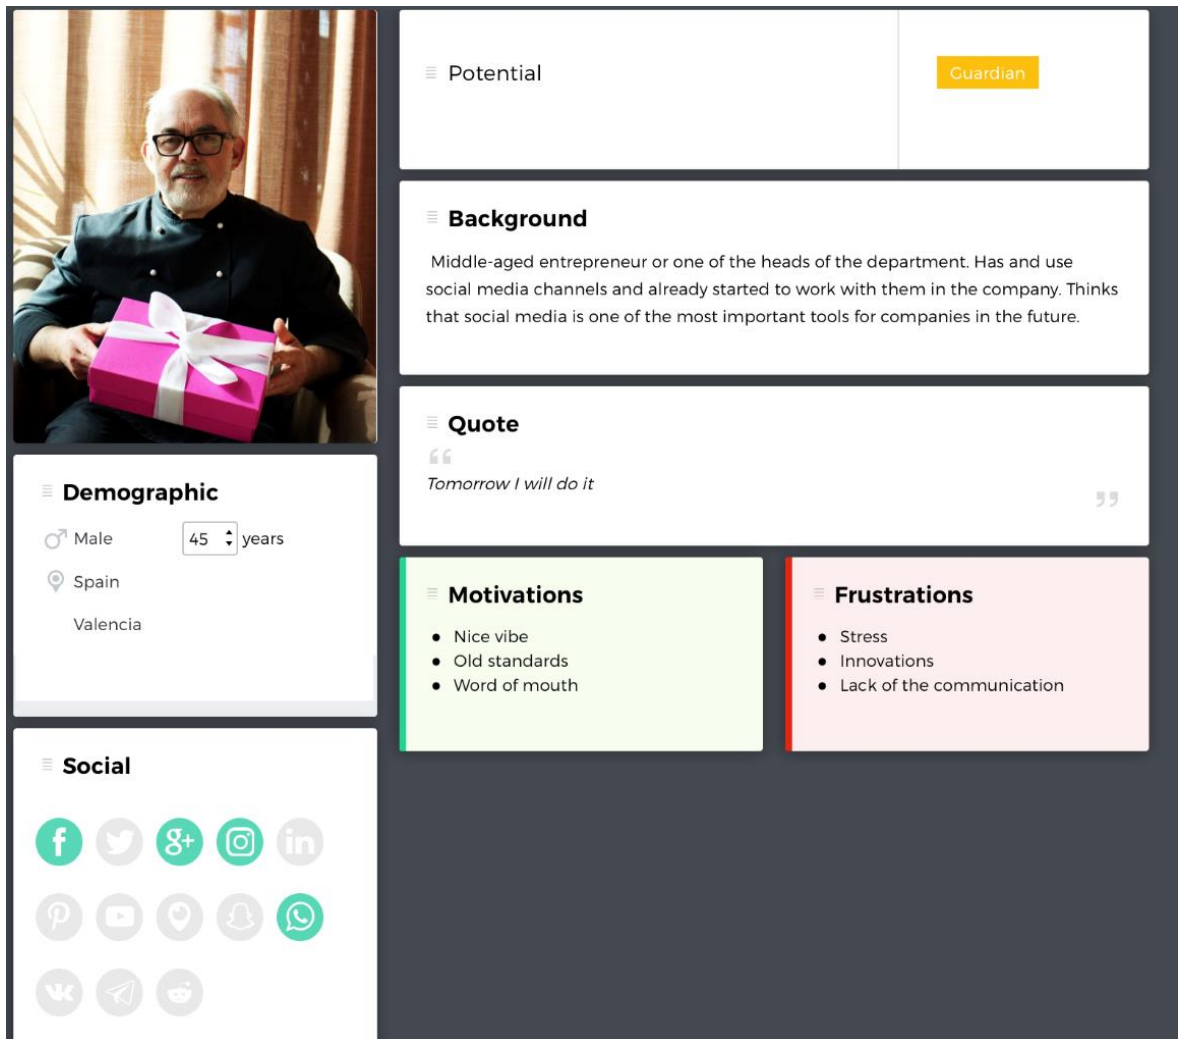 Potential
Guardian
Background
Middle-aged entrepreneur or one of the heads of the department. Has and use
social media channels and already started to work with them in the company. Thinks
that social media is one of the most important tools for companies in the future.
Quote
“
Tomorrow I will do it
”
Demographic
Male 45 years
Spain
Valencia
Motivations
● Nice vibe
● Old standards
● Word of mouth
Frustrations
● Stress
● Innovations
● Lack of the communication
Social
f g+ in